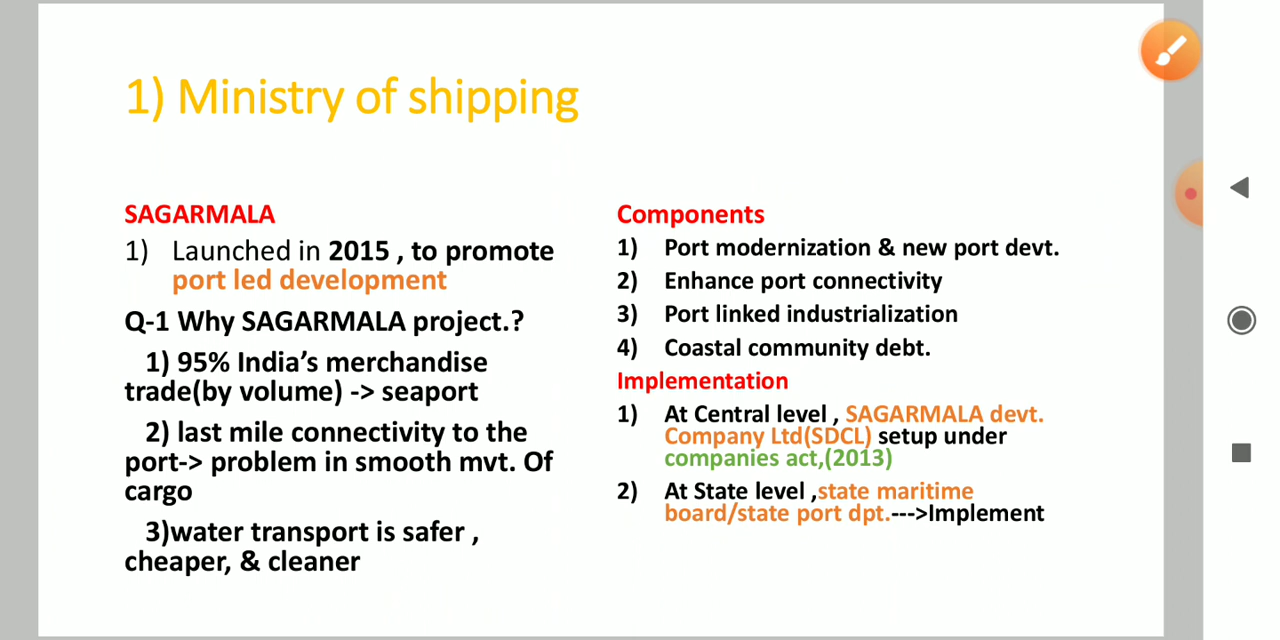 1) Ministry of shipping
SAGARMALA
1) Launched in 2015 , to promote
port led development
Q-1 Why SAGARMALA project.?
1) 95% India’s merchandise
trade(by volume) -> seaport
2) last mile connectivity to the
port-> problem in smooth mvt. Of
cargo
3)water transport is safer ,
cheaper, & cleaner
Components
1) Port modernization & new port devt.
2) Enhance port connectivity
3) Port linked industrialization
4) Coastal community debt.
Implementation
1) At Central level , SAGARMALA devt.
Company Ltd(SDCL) setup under
companies act,(2013)
2) At State level ,state maritime
board/state port dpt.--->Implement